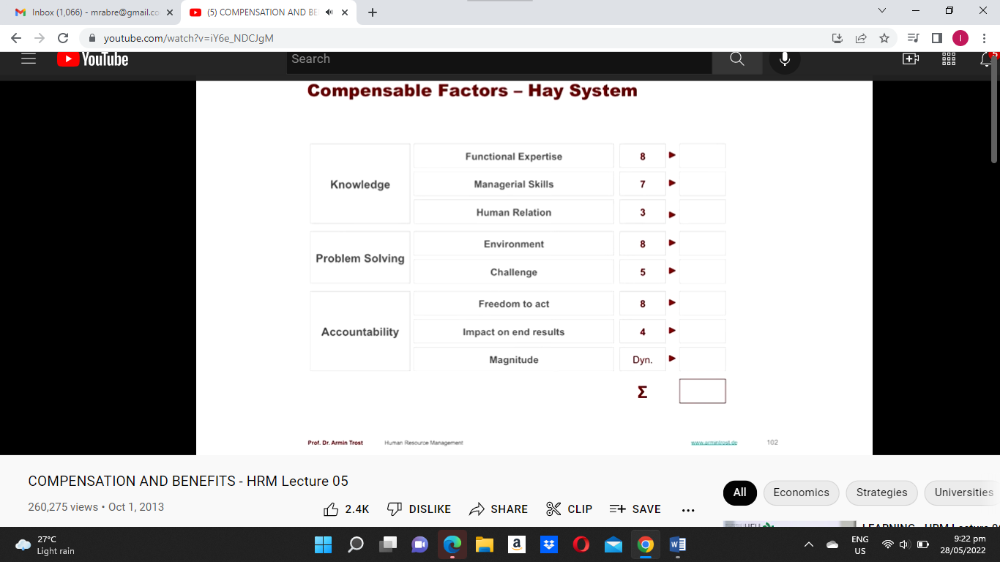 Inbox (1,066) - mrabre@gmail.co
(5) COMPENSATION AND BE
youtube.com/watch?v=iY6e_NDCJgM
I
YouTube
Search
Compensable Factors – Hay System
Knowledge
Functional Expertise 8
Managerial Skills 7
Human Relation 3
Problem Solving
Environment 8
Challenge 5
Accountability
Freedom to act 8
Impact on end results 4
Magnitude Dyn.
Σ
Prof. Dr. Armin Trost Human Resource Management www.armintrost.de 102
COMPENSATION AND BENEFITS - HRM Lecture 05
260,275 views • Oct 1, 2013
2.4K DISLIKE SHARE CLIP SAVE
All Economics Strategies Universities
LEARNING - HRM Lecture
27°C
Light rain
a
W
ENG
US
9:22 pm
28/05/2022